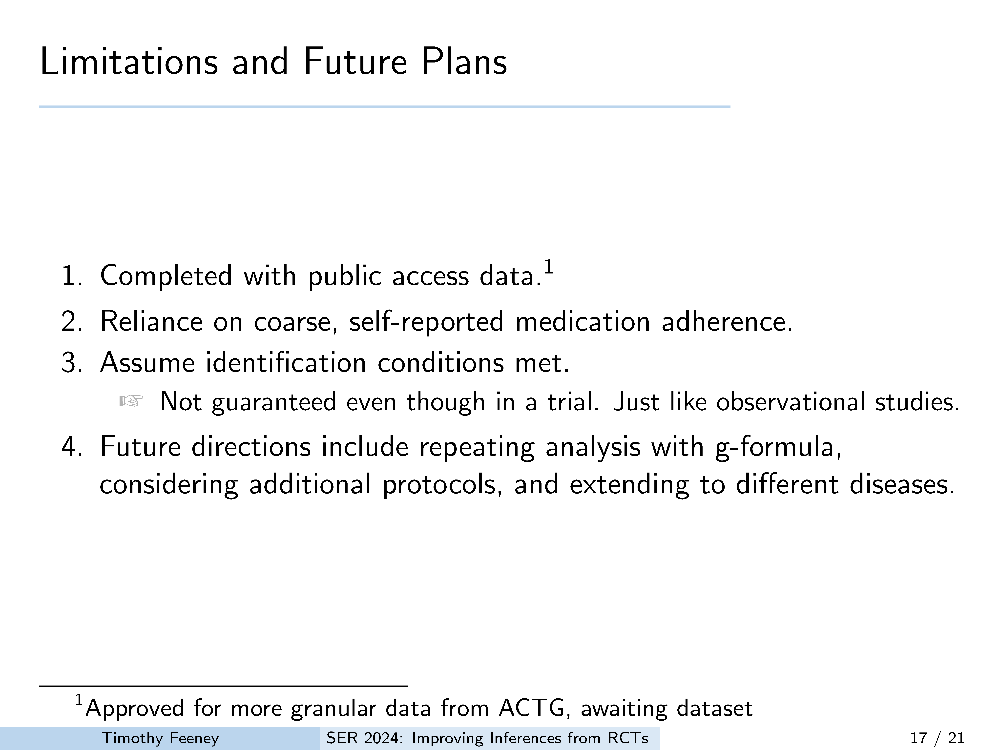 Limitations and Future Plans
1. Completed with public access data.¹
2. Reliance on coarse, self-reported medication adherence.
3. Assume identification conditions met.
☞ Not guaranteed even though in a trial. Just like observational studies.
4. Future directions include repeating analysis with g-formula,
considering additional protocols, and extending to different diseases.
¹Approved for more granular data from ACTG, awaiting dataset
Timothy Feeney SER 2024: Improving Inferences from RCTs 17 / 21